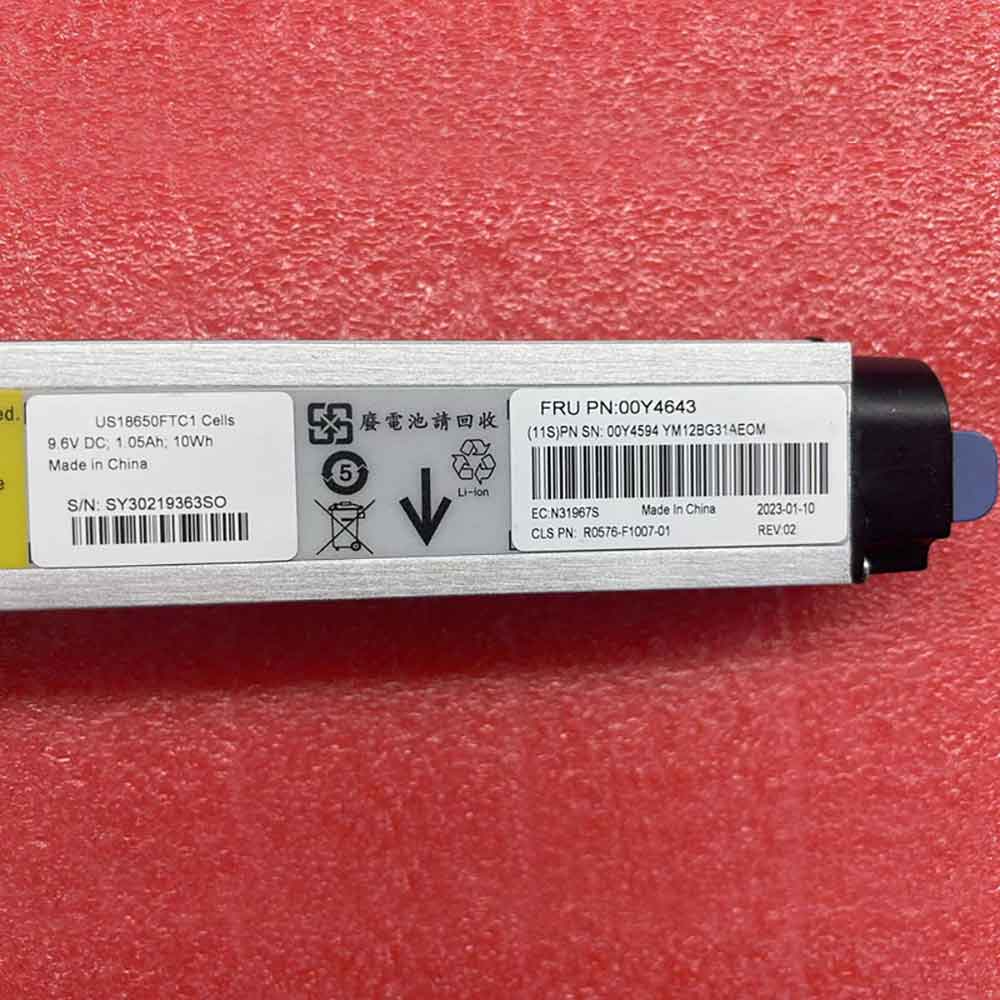 ed.
e
US18650FTC1 Cells
9.6V DC; 1.05Ah; 10Wh
Made in China
S/N: SY30219363SO
廢電池請回收
5
Li-ion
FRU PN:00Y4643
(11S)PN SN: 00Y4594 YM12BG31AEOM
EC:N31967S Made In China 2023-01-10
CLS PN: R0576-F1007-01 REV:02